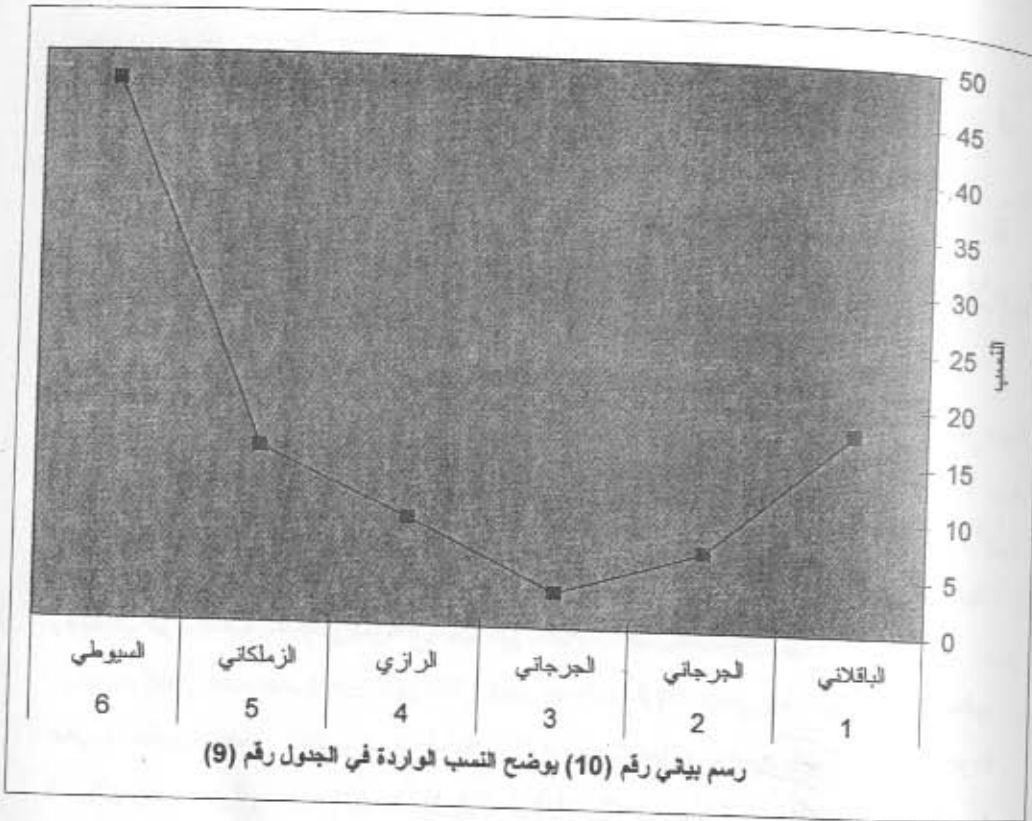 50
45
40
35
30
25
20
15
10
5
0
النسب
الباقلاني الجرجاني الجرجاني الرازي الزملكاني السيوطي
1 2 3 4 5 6
رسم بياني رقم (10) يوضح النسب الواردة في الجدول رقم (9)